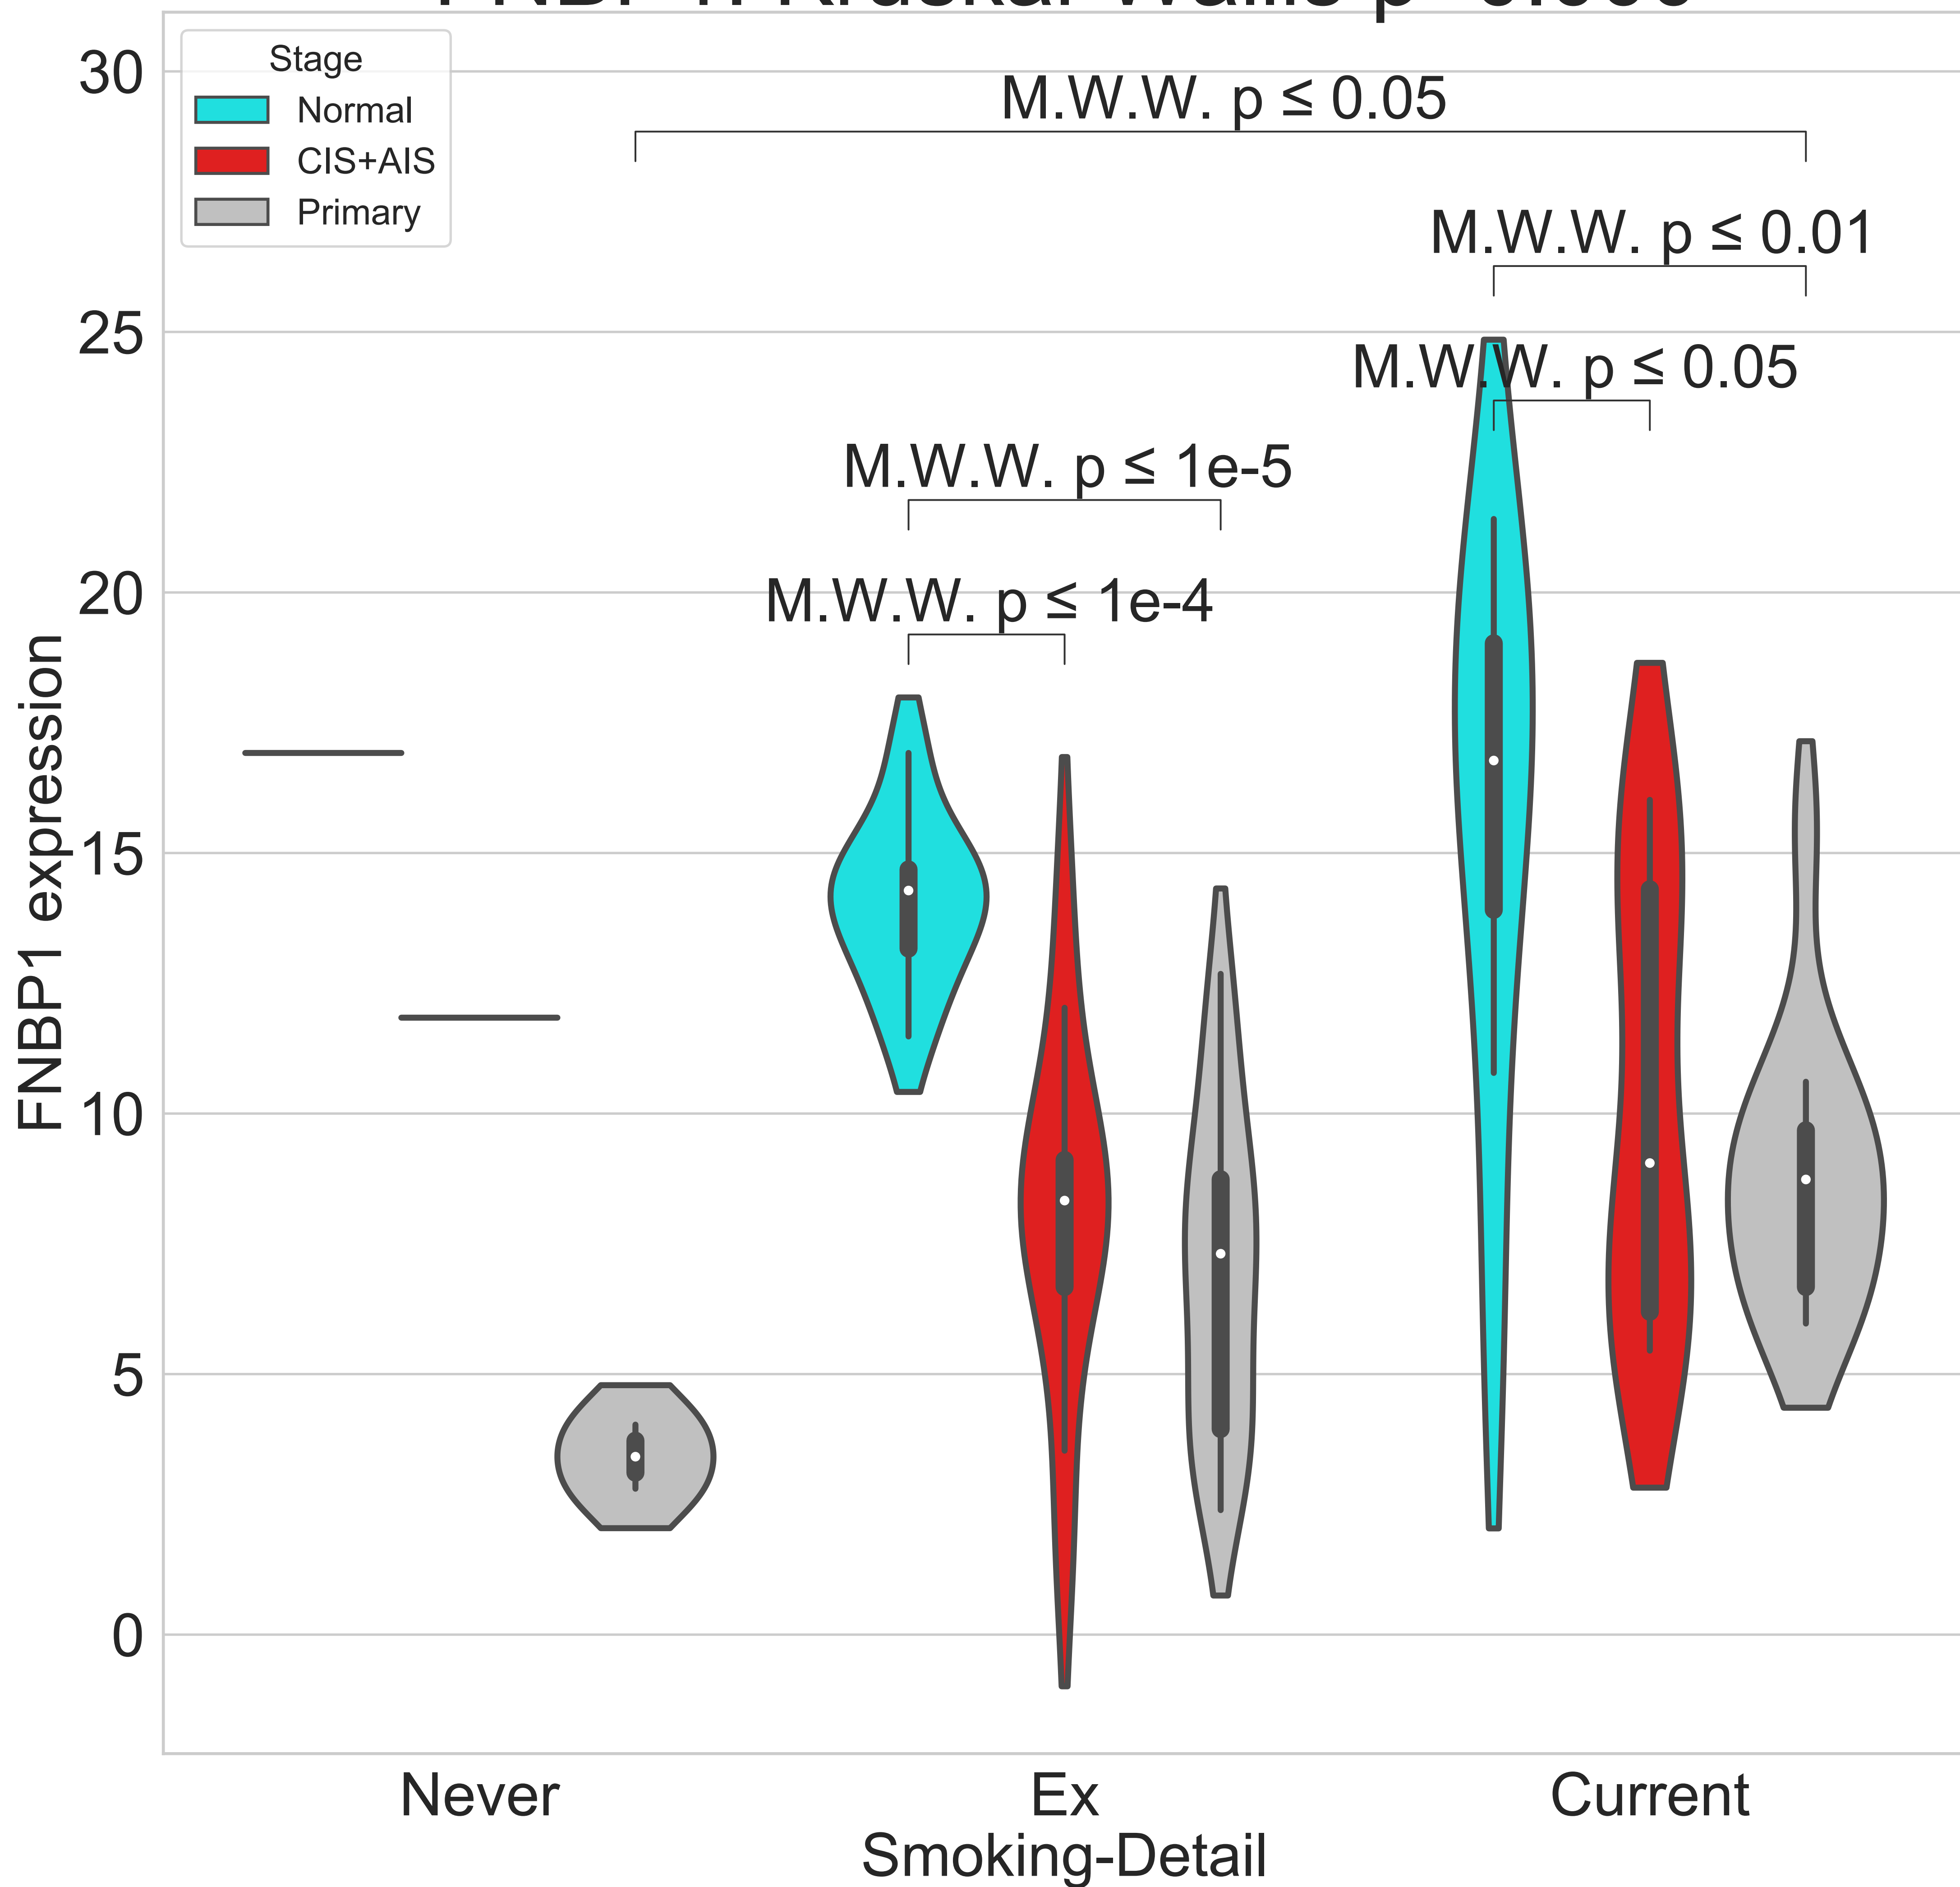 Stage
Normal
CIS+AIS
Primary
M.W.W. p ≤ 0.05
M.W.W. p ≤ 0.01
M.W.W. p ≤ 0.05
M.W.W. p ≤ 1e-5
M.W.W. p ≤ 1e-4
30
25
20
15
10
5
0
FNBP1 expression
Never
Ex
Current
Smoking-Detail